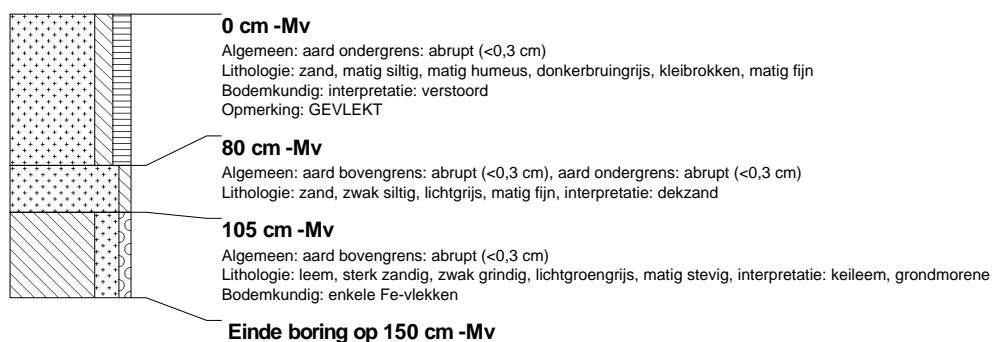 0 cm -Mv
Algemeen: aard ondergrens: abrupt (<0,3 cm)
Lithologie: zand, matig siltig, matig humeus, donkerbruingrijs, kleibrokken, matig fijn
Bodemkundig: interpretatie: verstoord
Opmerking: GEVLEKT
80 cm -Mv
Algemeen: aard bovengrens: abrupt (<0,3 cm), aard ondergrens: abrupt (<0,3 cm)
Lithologie: zand, zwak siltig, lichtgrijs, matig fijn, interpretatie: dekzand
105 cm -Mv
Algemeen: aard bovengrens: abrupt (<0,3 cm)
Lithologie: leem, sterk zandig, zwak grindig, lichtgroengrijs, matig stevig, interpretatie: keileem, grondmorene
Bodemkundig: enkele Fe-vlekken
Einde boring op 150 cm -Mv